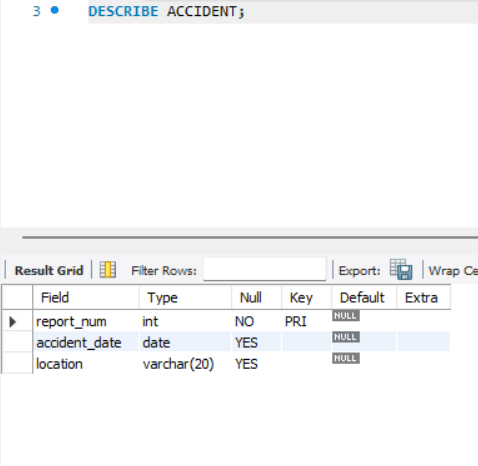 3 DESCRIBE ACCIDENT;
Result Grid Filter Rows: Export: Wrap Ce
Field Type Null Key Default Extra
report_num int NO PRI NULL
accident_date date YES NULL
location varchar(20) YES NULL